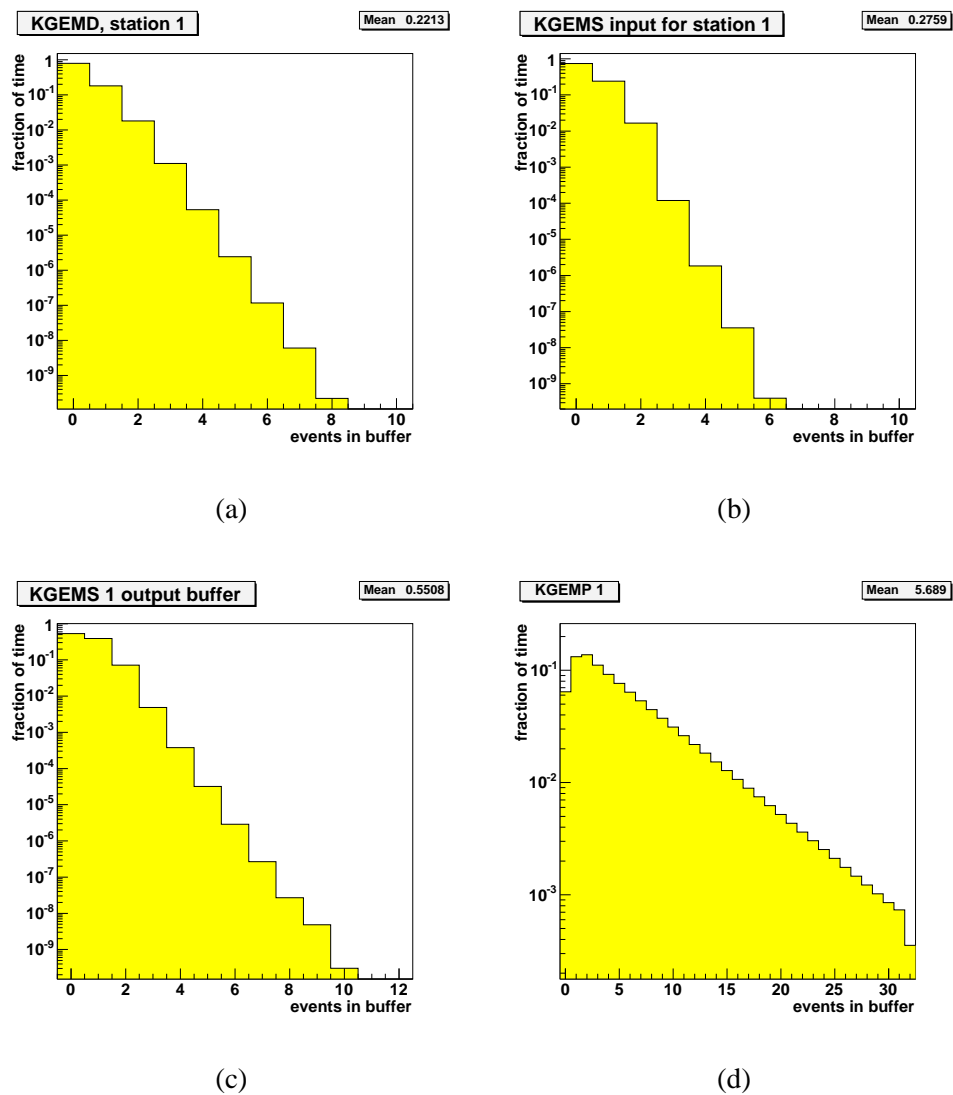 KGEMD, station 1
Mean 0.2213
fraction of time
1
10-1
10-2
10-3
10-4
10-5
10-6
10-7
10-8
10-9
0 2 4 6 8 10
events in buffer
(a)
KGEMS input for station 1
Mean 0.2759
fraction of time
1
10-1
10-2
10-3
10-4
10-5
10-6
10-7
10-8
10-9
0 2 4 6 8 10
events in buffer
(b)
KGEMS 1 output buffer
Mean 0.5508
fraction of time
1
10-1
10-2
10-3
10-4
10-5
10-6
10-7
10-8
10-9
0 2 4 6 8 10 12
events in buffer
(c)
KGEMP 1
Mean 5.689
fraction of time
10-1
10-2
10-3
0 5 10 15 20 25 30
events in buffer
(d)